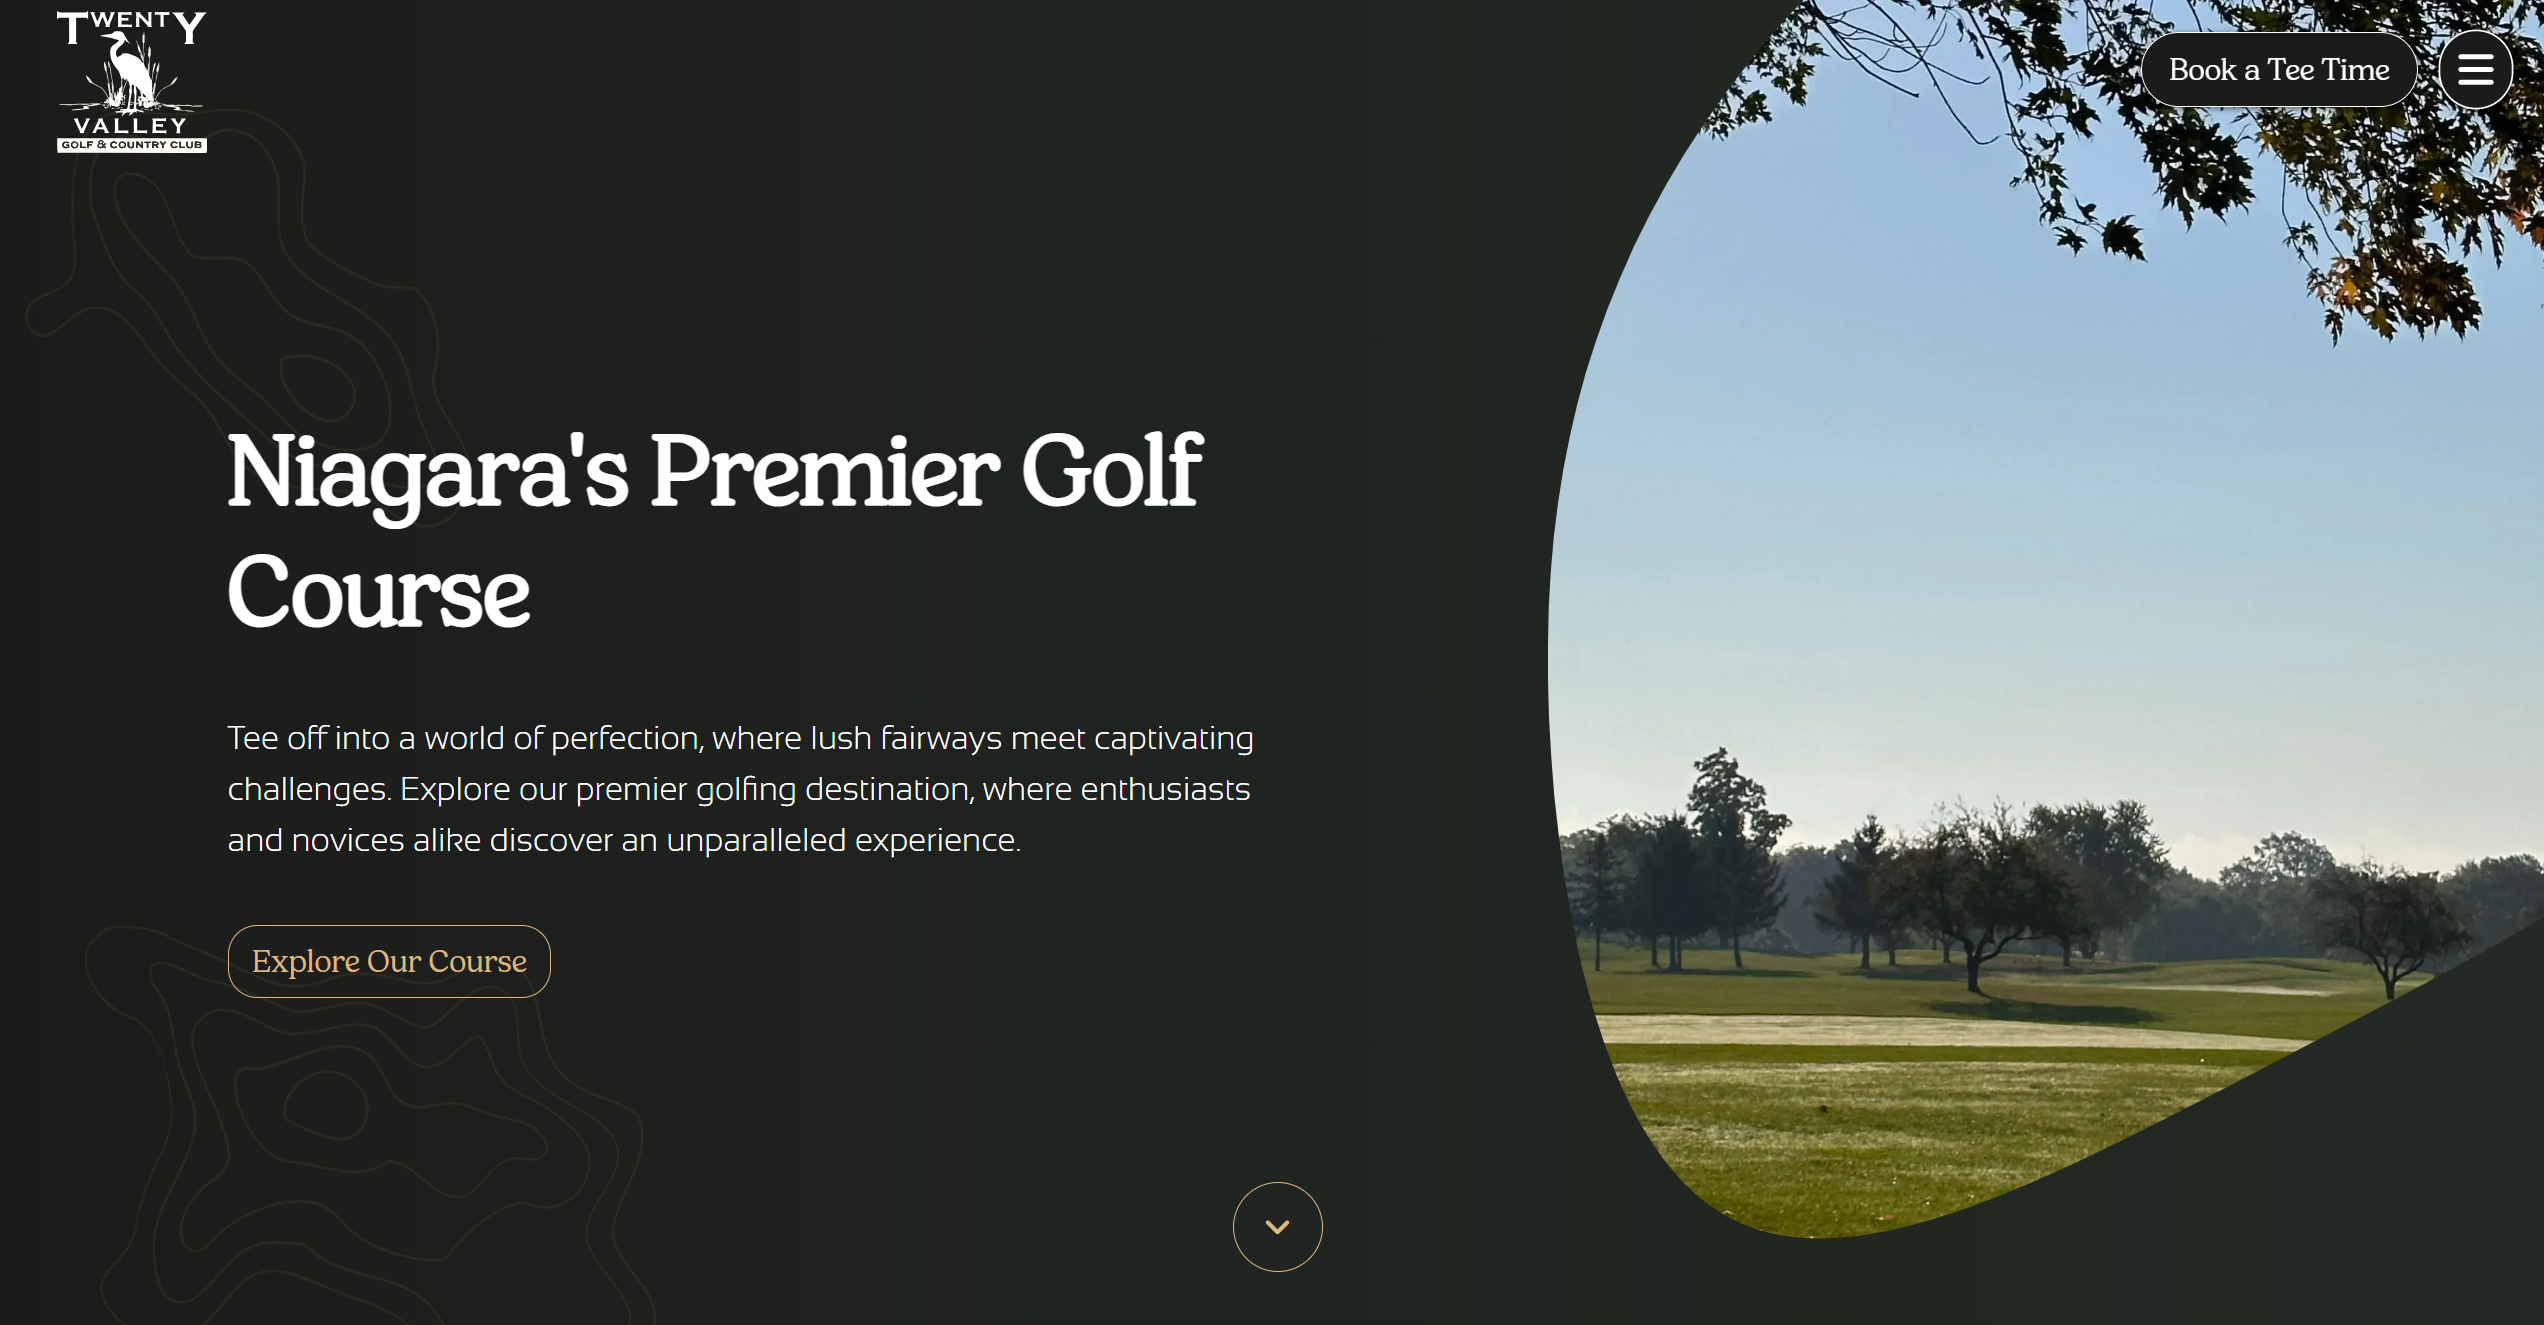 TWENTY
VALLEY
GOLF & COUNTRY CLUB
Book a Tee Time
Niagara's Premier Golf
Course
Tee off into a world of perfection, where lush fairways meet captivating
challenges. Explore our premier golfing destination, where enthusiasts
and novices alike discover an unparalleled experience.
Explore Our Course